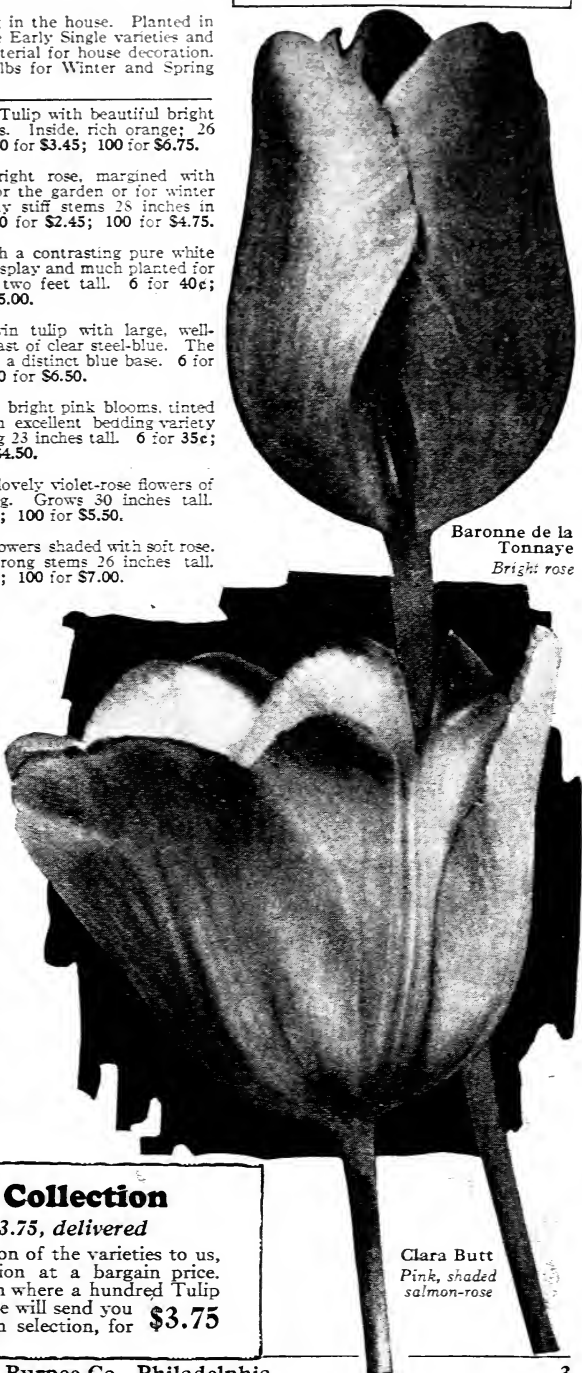 in the house. Planted in
Early Single varieties and
terial for house decoration.
lbs for Winter and Spring
Tulip with beautiful bright
s. Inside, rich orange; 26
0 for $3.45; 100 for $6.75.
right rose, margined with
or the garden or for winter
y stiff stems 28 inches in
0 for $2.45; 100 for $4.75.
h a contrasting pure white
splay and much planted for
two feet tall. 6 for 40¢;
5.00.
in tulip with large, well-
ast of clear steel-blue. The
a distinct blue base. 6 for
0 for $6.50.
bright pink blooms, tinted
n excellent bedding variety
g 23 inches tall. 6 for 35c;
$4.50.
lovely violet-rose flowers of
g. Grows 30 inches tall.
; 100 for $5.50.
owers shaded with soft rose.
rong stems 26 inches tall.
; 100 for $7.00.
Baronne de la
Tonnaye
Bright rose
Collection
3.75, delivered
on of the varieties to us,
ion at a bargain price.
n where a hundred Tulip
e will send you
n selection, for $3.75
Clara Butt
Pink, shaded
salmon-rose
Burpee Co., Philadelphia
3